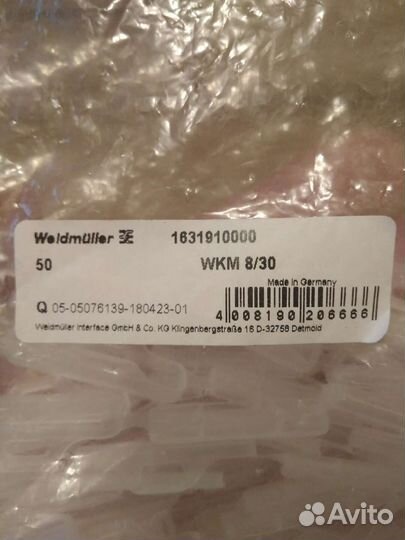 Weidmüller 1631910000
50 WKM 8/30
Made in Germany
Q 05-05076139-180423-01
4 008190 206666
Weidmüller Interface GmbH & Co. KG Klingenbergstraße 16 D-32758 Detmold
Avito